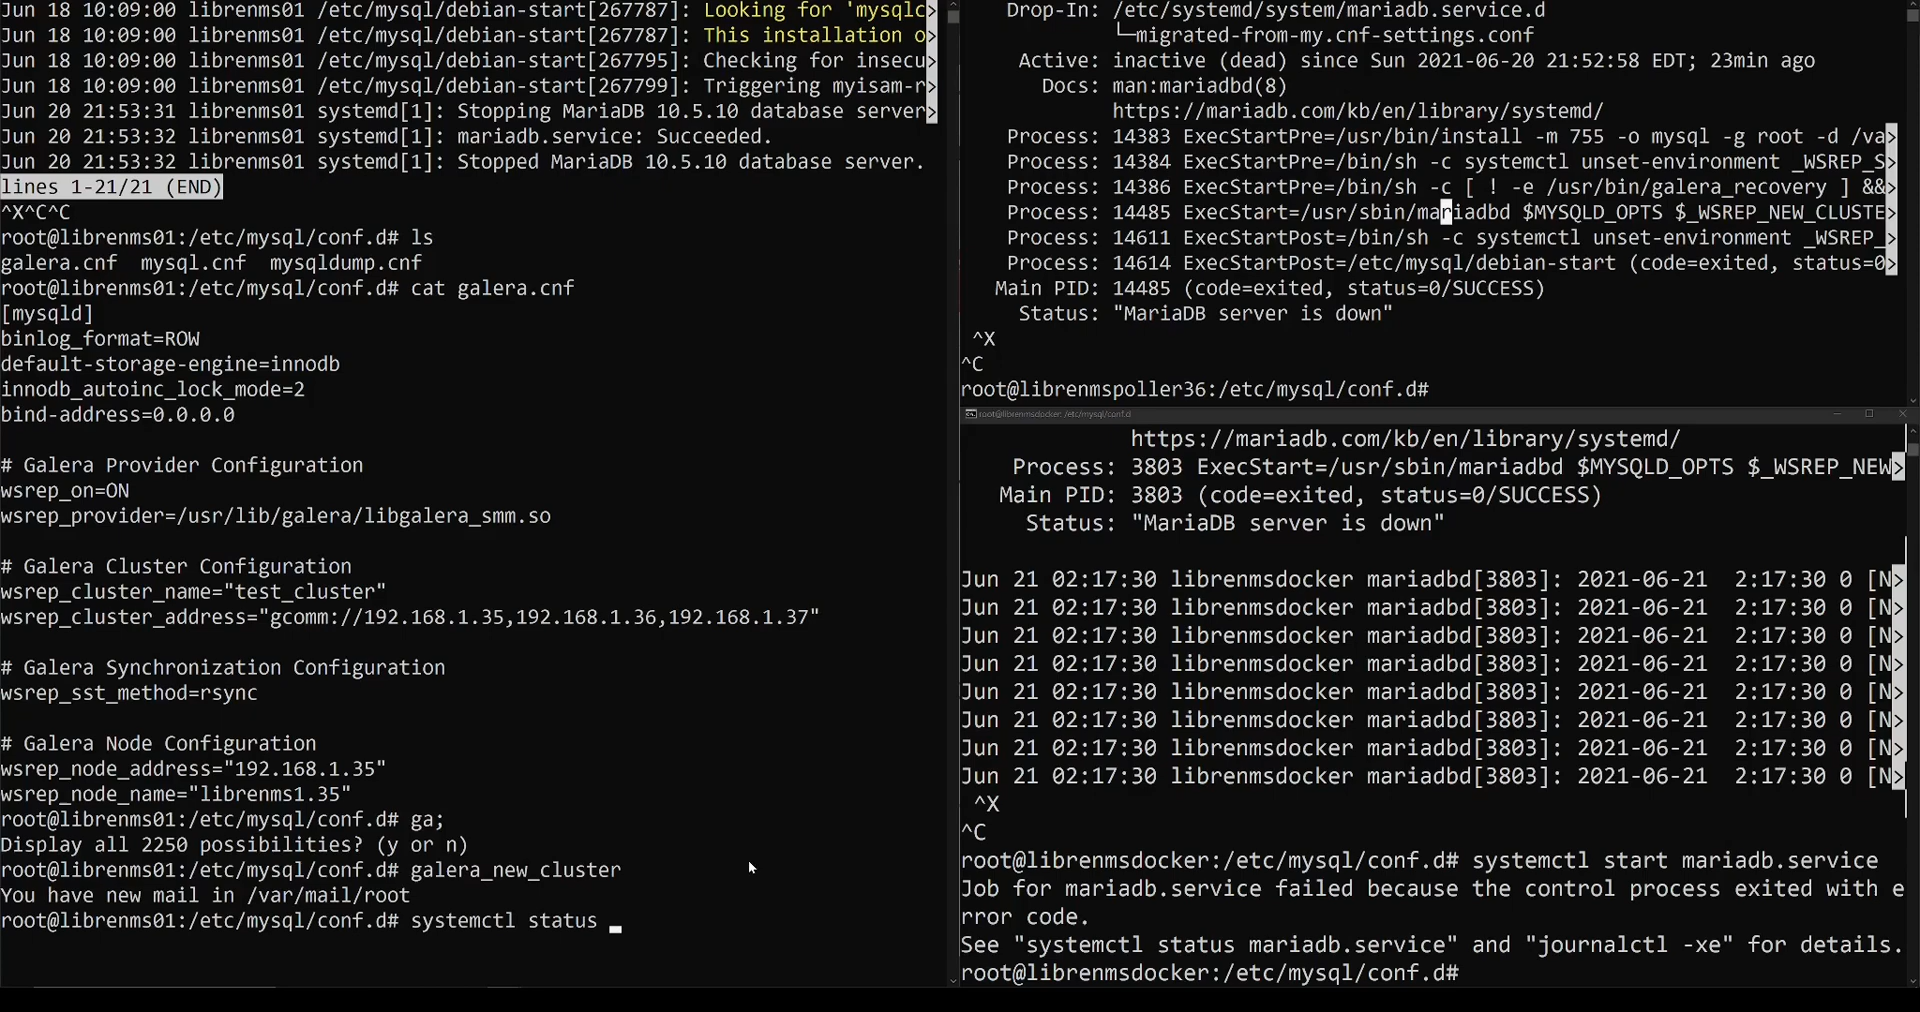 Jun 18 10:09:00 librenms01 /etc/mysql/debian-start[267787]: Looking for 'mysqlc>
Jun 18 10:09:00 librenms01 /etc/mysql/debian-start[267787]: This installation o>
Jun 18 10:09:00 librenms01 /etc/mysql/debian-start[267795]: Checking for insecu>
Jun 18 10:09:00 librenms01 /etc/mysql/debian-start[267799]: Triggering myisam-r>
Jun 20 21:53:31 librenms01 systemd[1]: Stopping MariaDB 10.5.10 database server>
Jun 20 21:53:32 librenms01 systemd[1]: mariadb.service: Succeeded.
Jun 20 21:53:32 librenms01 systemd[1]: Stopped MariaDB 10.5.10 database server.
lines 1-21/21 (END)
^X^C^C
root@librenms01:/etc/mysql/conf.d# ls
galera.cnf  mysql.cnf  mysqldump.cnf
root@librenms01:/etc/mysql/conf.d# cat galera.cnf
[mysqld]
binlog_format=ROW
default-storage-engine=innodb
innodb_autoinc_lock_mode=2
bind-address=0.0.0.0
# Galera Provider Configuration
wsrep_on=ON
wsrep_provider=/usr/lib/galera/libgalera_smm.so
# Galera Cluster Configuration
wsrep_cluster_name="test_cluster"
wsrep_cluster_address="gcomm://192.168.1.35,192.168.1.36,192.168.1.37"
# Galera Synchronization Configuration
wsrep_sst_method=rsync
# Galera Node Configuration
wsrep_node_address="192.168.1.35"
wsrep_node_name="librenms1.35"
root@librenms01:/etc/mysql/conf.d# ga;
Display all 2250 possibilities? (y or n)
root@librenms01:/etc/mysql/conf.d# galera_new_cluster
You have new mail in /var/mail/root
root@librenms01:/etc/mysql/conf.d# systemctl status
Drop-In: /etc/systemd/system/mariadb.service.d
└─migrated-from-my.cnf-settings.conf
Active: inactive (dead) since Sun 2021-06-20 21:52:58 EDT; 23min ago
Docs: man:mariadbd(8)
https://mariadb.com/kb/en/library/systemd/
Process: 14383 ExecStartPre=/usr/bin/install -m 755 -o mysql -g root -d /va>
Process: 14384 ExecStartPre=/bin/sh -c systemctl unset-environment _WSREP_S>
Process: 14386 ExecStartPre=/bin/sh -c [ ! -e /usr/bin/galera_recovery ] &&>
Process: 14485 ExecStart=/usr/sbin/mariadbd $MYSQLD_OPTS $_WSREP_NEW_CLUSTE>
Process: 14611 ExecStartPost=/bin/sh -c systemctl unset-environment _WSREP_>
Process: 14614 ExecStartPost=/etc/mysql/debian-start (code=exited, status=0>
Main PID: 14485 (code=exited, status=0/SUCCESS)
Status: "MariaDB server is down"
^X
^C
root@librenmspoller36:/etc/mysql/conf.d#
root@librenmsdocker: /etc/mysql/conf.d
https://mariadb.com/kb/en/library/systemd/
Process: 3803 ExecStart=/usr/sbin/mariadbd $MYSQLD_OPTS $_WSREP_NEW>
Main PID: 3803 (code=exited, status=0/SUCCESS)
Status: "MariaDB server is down"
Jun 21 02:17:30 librenmsdocker mariadbd[3803]: 2021-06-21  2:17:30 0 [N>
Jun 21 02:17:30 librenmsdocker mariadbd[3803]: 2021-06-21  2:17:30 0 [N>
Jun 21 02:17:30 librenmsdocker mariadbd[3803]: 2021-06-21  2:17:30 0 [N>
Jun 21 02:17:30 librenmsdocker mariadbd[3803]: 2021-06-21  2:17:30 0 [N>
Jun 21 02:17:30 librenmsdocker mariadbd[3803]: 2021-06-21  2:17:30 0 [N>
Jun 21 02:17:30 librenmsdocker mariadbd[3803]: 2021-06-21  2:17:30 0 [N>
Jun 21 02:17:30 librenmsdocker mariadbd[3803]: 2021-06-21  2:17:30 0 [N>
Jun 21 02:17:30 librenmsdocker mariadbd[3803]: 2021-06-21  2:17:30 0 [N>
^X
^C
root@librenmsdocker:/etc/mysql/conf.d# systemctl start mariadb.service
Job for mariadb.service failed because the control process exited with e
rror code.
See "systemctl status mariadb.service" and "journalctl -xe" for details.
root@librenmsdocker:/etc/mysql/conf.d#